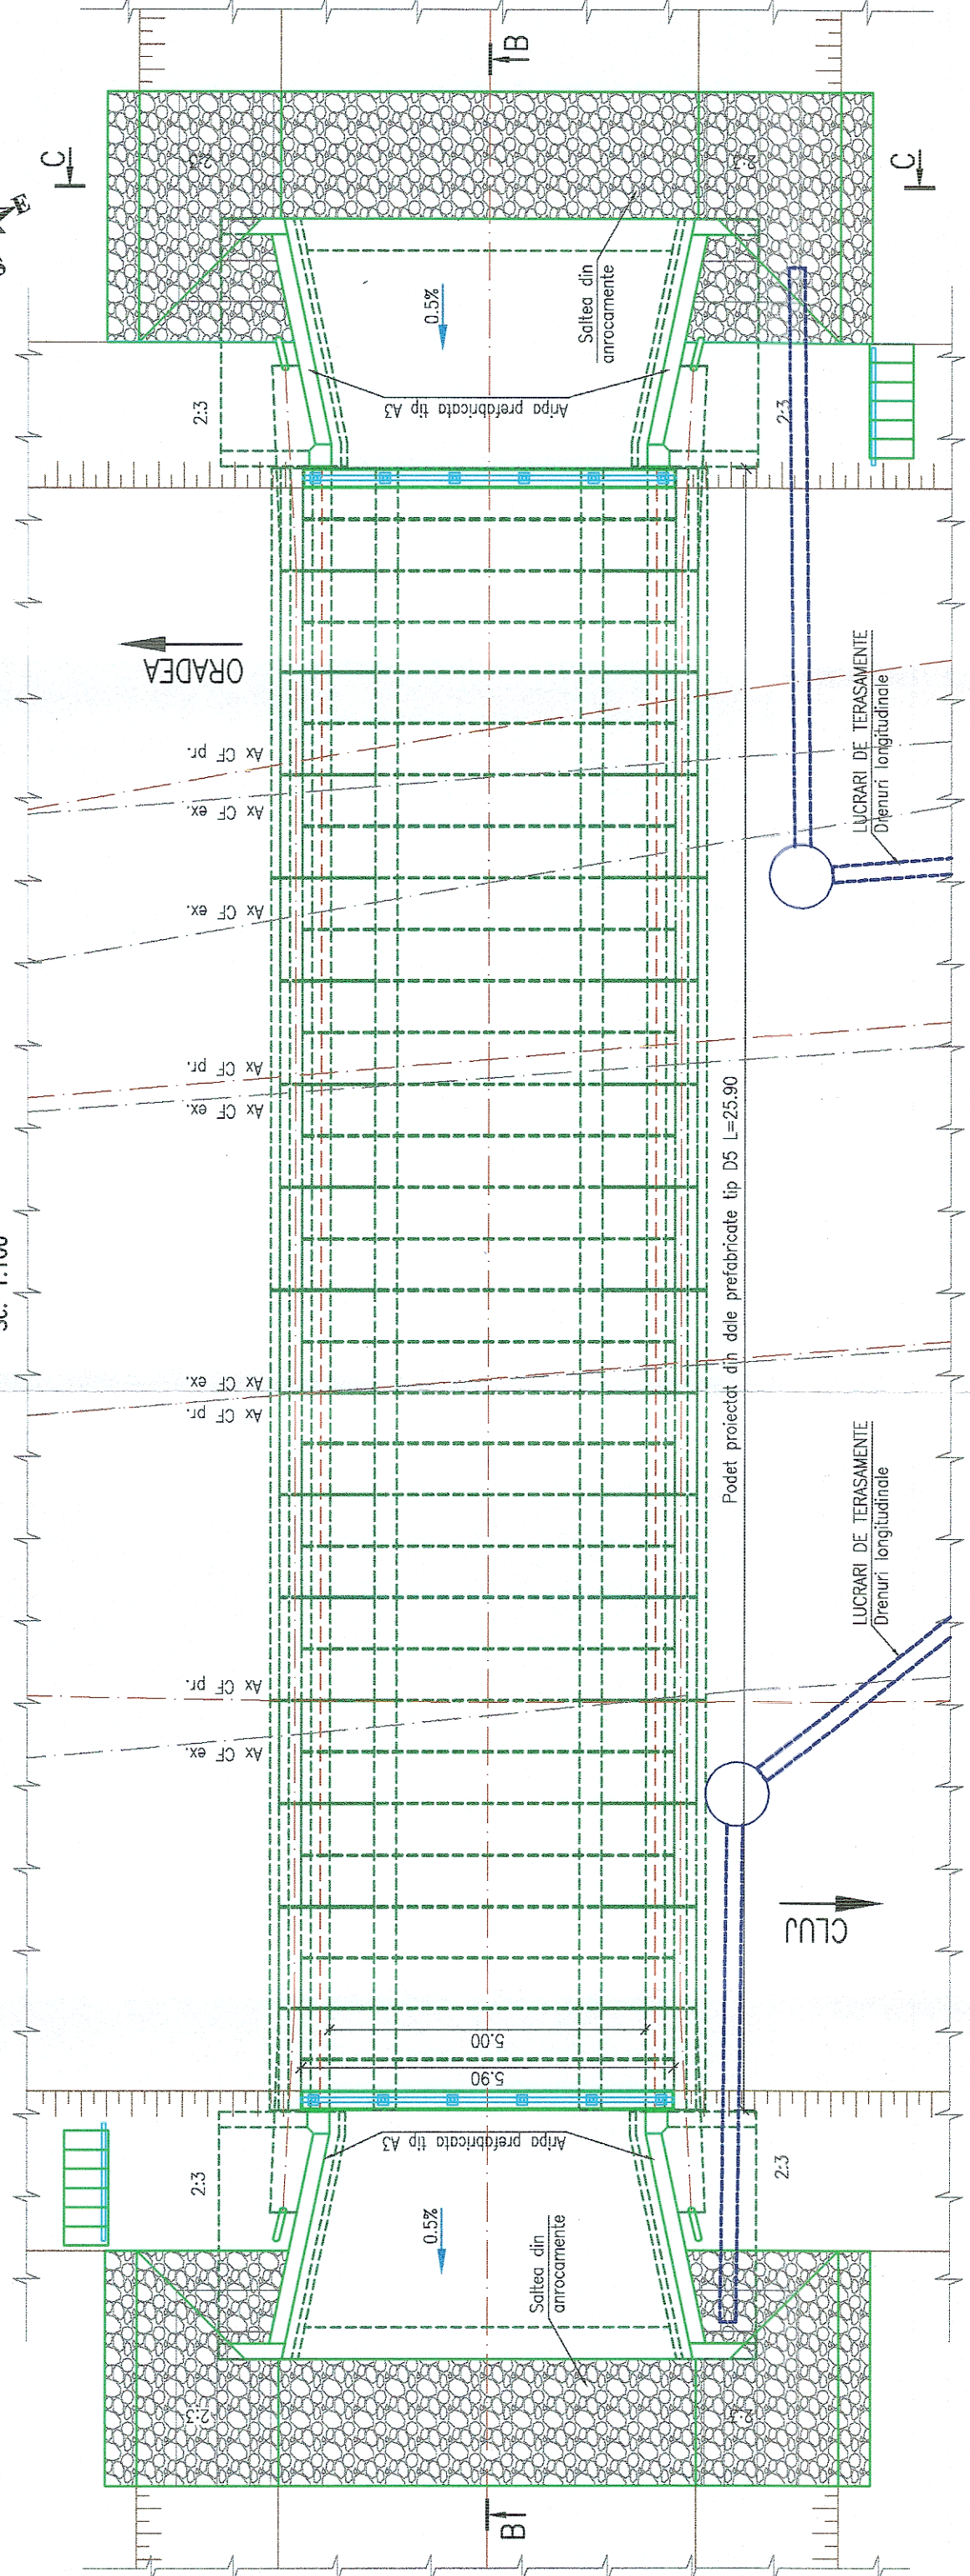 B
C
C
E
2:3
2:3
Saltea din
anrocamente
0.5%
2:3
2:3
Aripa prefabricata tip A3
ORADEA
LUCRARI DE TERASAMENTE
Drenuri longitudinale
Ax CF pr.
Ax CF ex.
Ax CF ex.
Ax CF pr.
Ax CF ex.
Sc. 1:100
Podet proiectat din dale prefabricate tip D5 L=25.90
Ax CF ex.
Ax CF pr.
LUCRARI DE TERASAMENTE
Drenuri longitudinale
Ax CF pr.
Ax CF ex.
CLUJ
5.00
5.90
Aripa prefabricata tip A3
2:3
2:3
0.5%
Saltea din
anrocamente
2:3
2:3
B